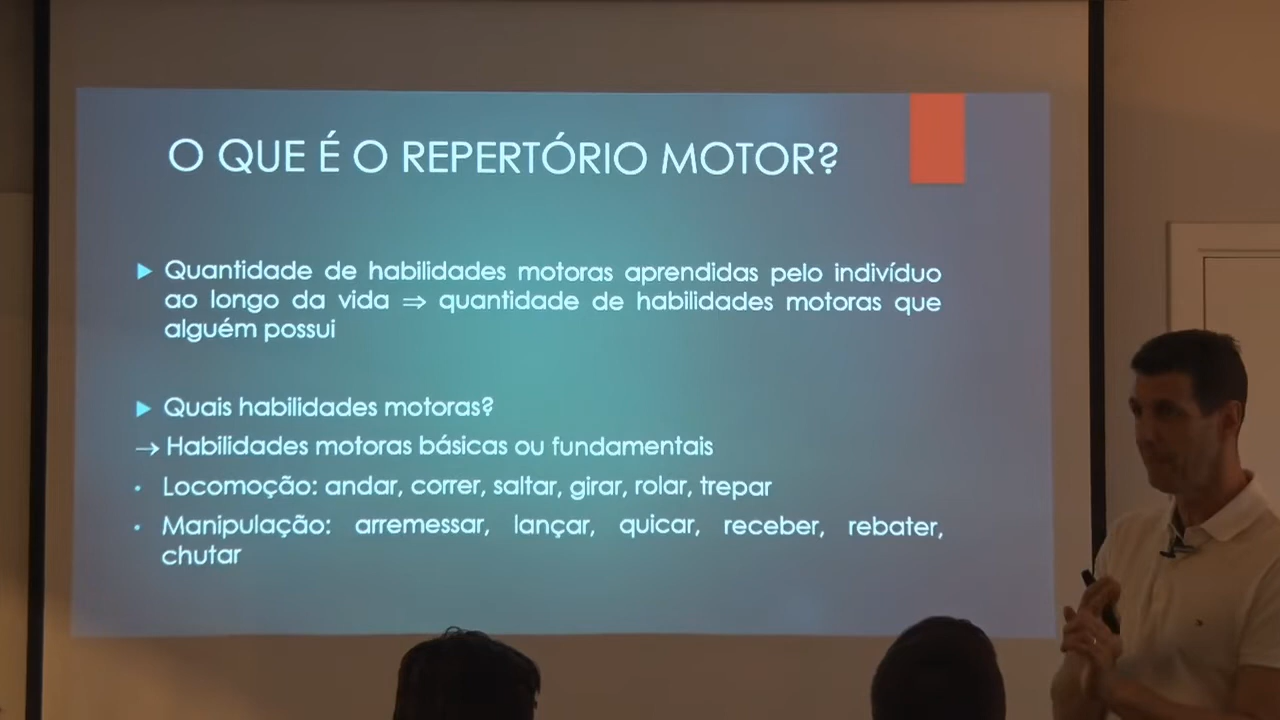 O QUE É O REPERTÓRIO MOTOR?
Quantidade de habilidades motoras aprendidas pelo indivíduo
ao longo da vida ⇒ quantidade de habilidades motoras que
alguém possui
Quais habilidades motoras?
→ Habilidades motoras básicas ou fundamentais
• Locomoção: andar, correr, saltar, girar, rolar, trepar
• Manipulação: arremessar, lançar, quicar, receber, rebater,
chutar